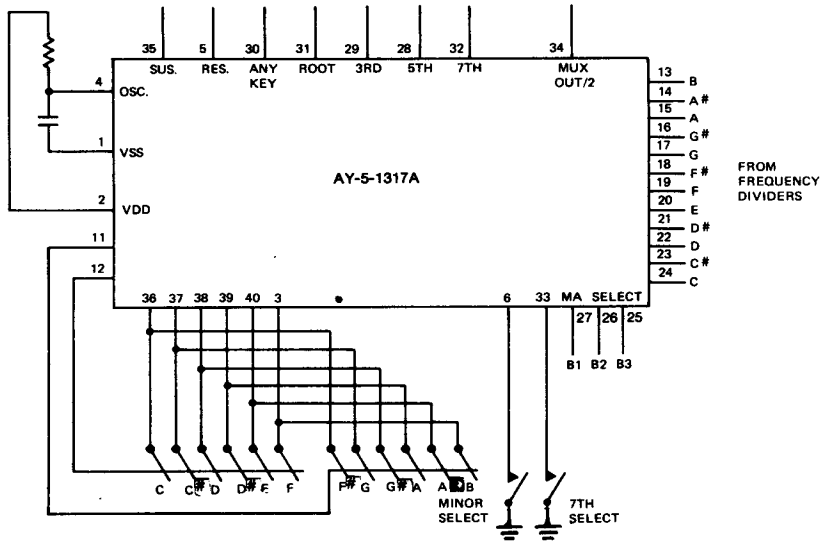 35 5 30 31 29 28 32 34
SUS. RES. ANY KEY ROOT 3RD 5TH 7TH MUX OUT/2
4 OSC.
1 VSS
2 VDD
11
12
AY-5-1317A
13 B
14 A#
15 A
16 G#
17 G
18 F#
19 F
20 E
21 D#
22 D
23 C#
24 C
FROM
FREQUENCY
DIVIDERS
36 37 38 39 40 3 6 33 MA SELECT
27 26 25
B1 B2 B3
C C# D D# E F F# G G# A A B
MINOR
SELECT
7TH
SELECT